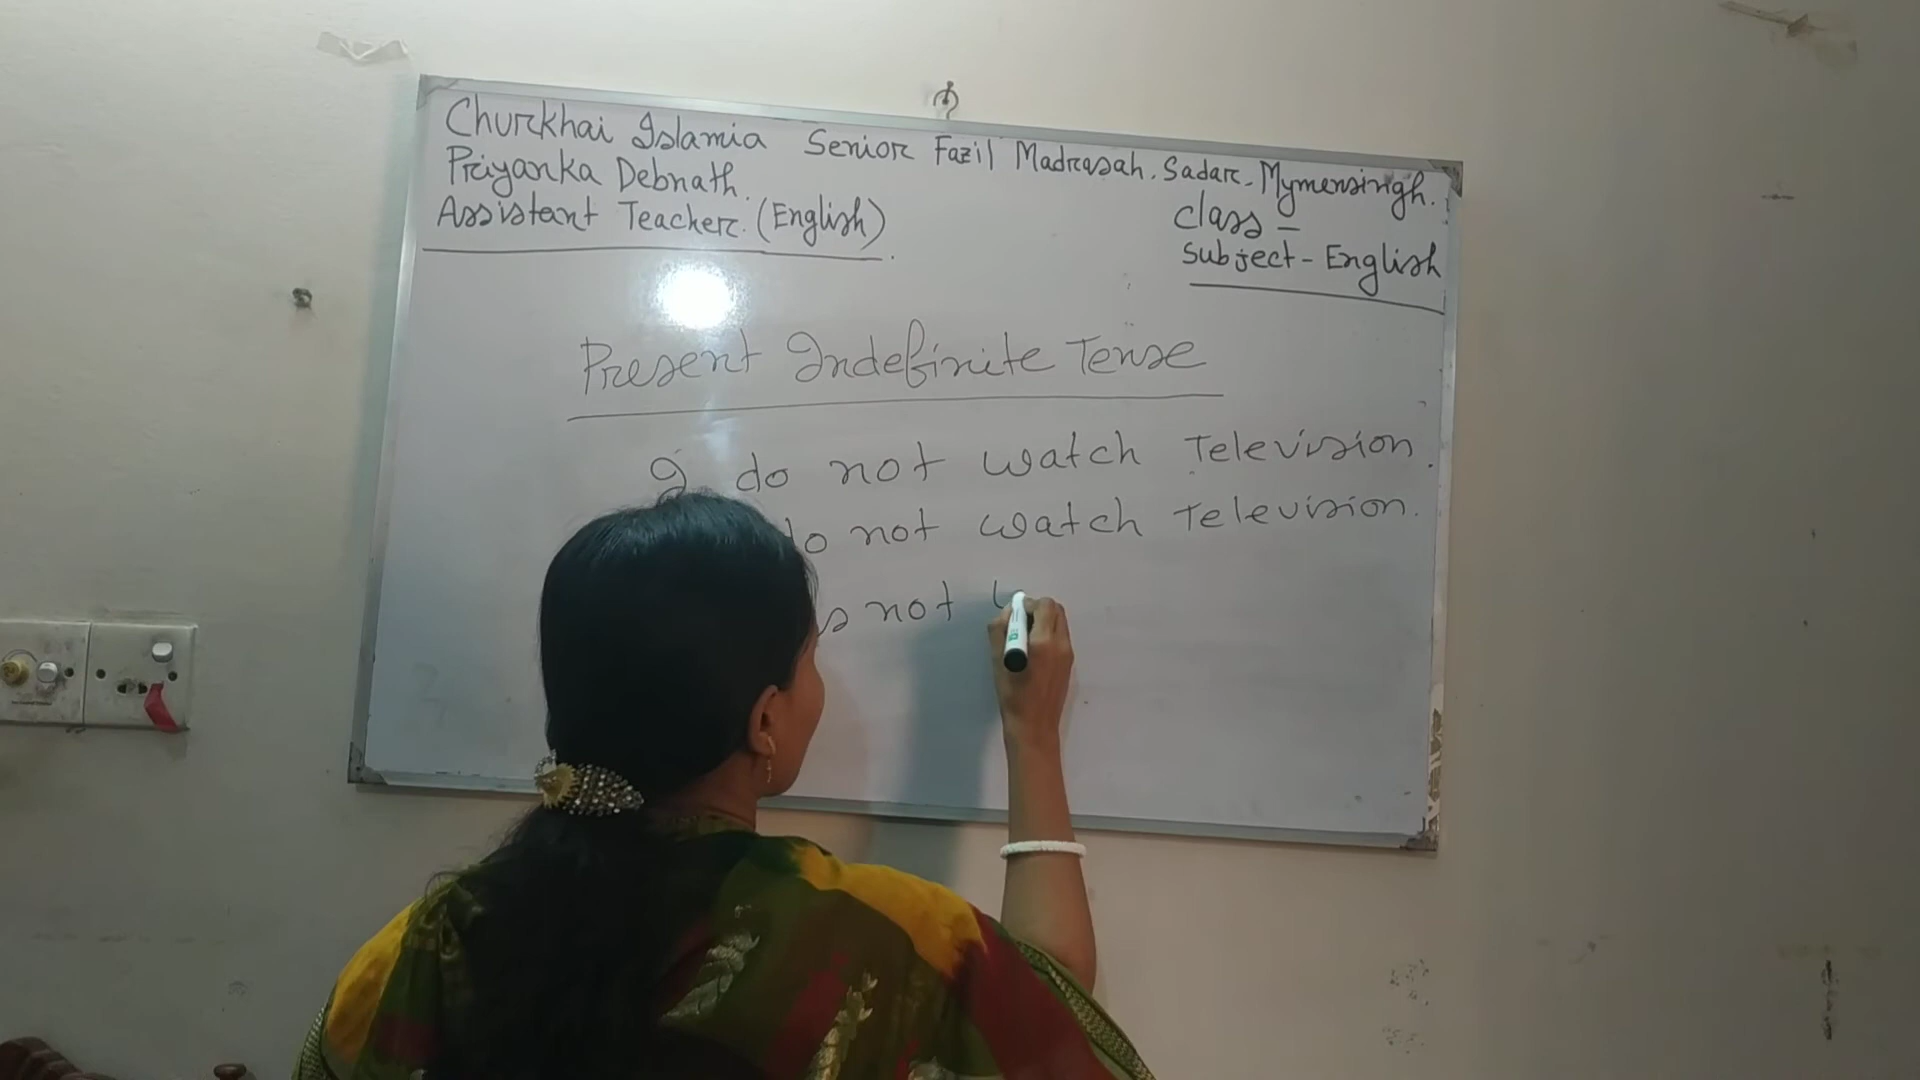 Churkhai Islamia Senior Fazil Madrasah. Sadar - Mymensingh.
Priyanka Debnath.
Assistant Teacher. (English)
Class -
Subject - English
Present Indefinite Tense
I do not watch Television.
do not watch Television.
not